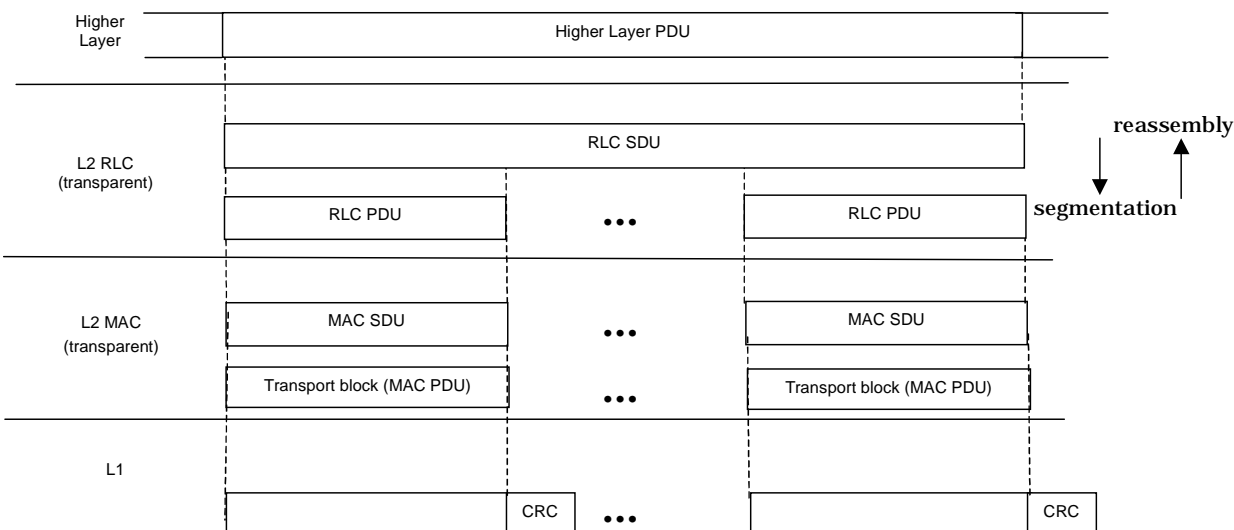 Higher
Layer
Higher Layer PDU
reassembly
RLC SDU
L2 RLC
(transparent)
RLC PDU
•••
RLC PDU
segmentation
L2 MAC
(transparent)
MAC SDU
•••
MAC SDU
Transport block (MAC PDU)
•••
Transport block (MAC PDU)
L1
CRC
•••
CRC